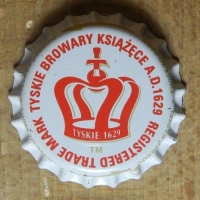 TYSKIE BROWARY KSIĄŻĘCE A.D.1629 REGISTERED TRADE MARK
TYSKIE 1629
TM